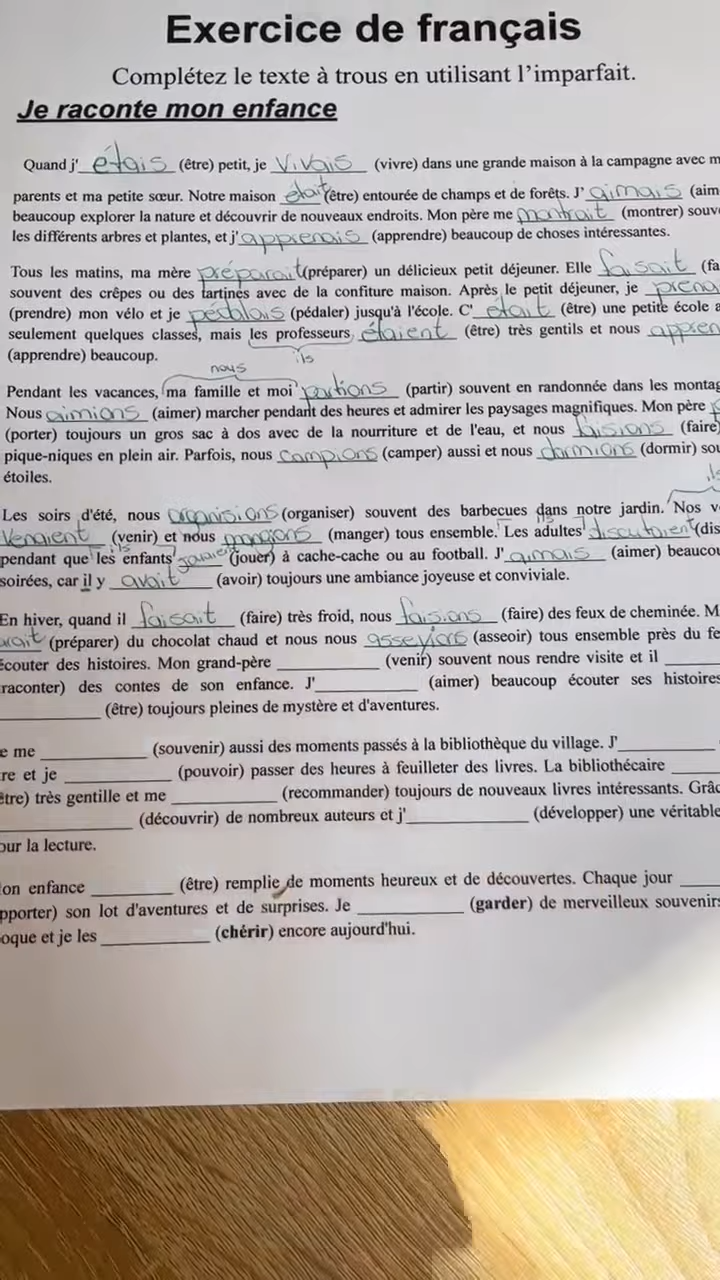 Exercice de français
Complétez le texte à trous en utilisant l'imparfait.
Je raconte mon enfance
Quand j' étais (être) petit, je vivais (vivre) dans une grande maison à la campagne avec m
parents et ma petite sœur. Notre maison était (être) entourée de champs et de forêts. J' aimais (aim
beaucoup explorer la nature et découvrir de nouveaux endroits. Mon père me montrait (montrer) souv
les différents arbres et plantes, et j' apprenais (apprendre) beaucoup de choses intéressantes.
Tous les matins, ma mère préparait (préparer) un délicieux petit déjeuner. Elle faisait (fa
souvent des crêpes ou des tartines avec de la confiture maison. Après le petit déjeuner, je prena
(prendre) mon vélo et je pédalais (pédaler) jusqu'à l'école. C' était (être) une petite école a
seulement quelques classes, mais les professeurs étaient (être) très gentils et nous appren
(apprendre) beaucoup.
nous ils
Pendant les vacances, ma famille et moi partions (partir) souvent en randonnée dans les montag
Nous aimions (aimer) marcher pendant des heures et admirer les paysages magnifiques. Mon père p
(porter) toujours un gros sac à dos avec de la nourriture et de l'eau, et nous faisions (faire)
pique-niques en plein air. Parfois, nous campions (camper) aussi et nous dormions (dormir) sou
étoiles.
ils
Les soirs d'été, nous organisions (organiser) souvent des barbecues dans notre jardin. Nos v
venaient (venir) et nous mangions (manger) tous ensemble. Les adultes discutaient (dis
ils ils
pendant que les enfants (jouer) à cache-cache ou au football. J' aimais (aimer) beaucou
soirées, car il y avait (avoir) toujours une ambiance joyeuse et conviviale.
En hiver, quand il faisait (faire) très froid, nous faisions (faire) des feux de cheminée. M
arait (préparer) du chocolat chaud et nous nous asseyions (asseoir) tous ensemble près du fe
écouter des histoires. Mon grand-père (venir) souvent nous rendre visite et il
raconter) des contes de son enfance. J' (aimer) beaucoup écouter ses histoires
(être) toujours pleines de mystère et d'aventures.
e me (souvenir) aussi des moments passés à la bibliothèque du village. J'
re et je (pouvoir) passer des heures à feuilleter des livres. La bibliothécaire
être) très gentille et me (recommander) toujours de nouveaux livres intéressants. Grâc
(découvrir) de nombreux auteurs et j' (développer) une véritable
our la lecture.
on enfance (être) remplie de moments heureux et de découvertes. Chaque jour
pporter) son lot d'aventures et de surprises. Je (garder) de merveilleux souvenirs
oque et je les (chérir) encore aujourd'hui.